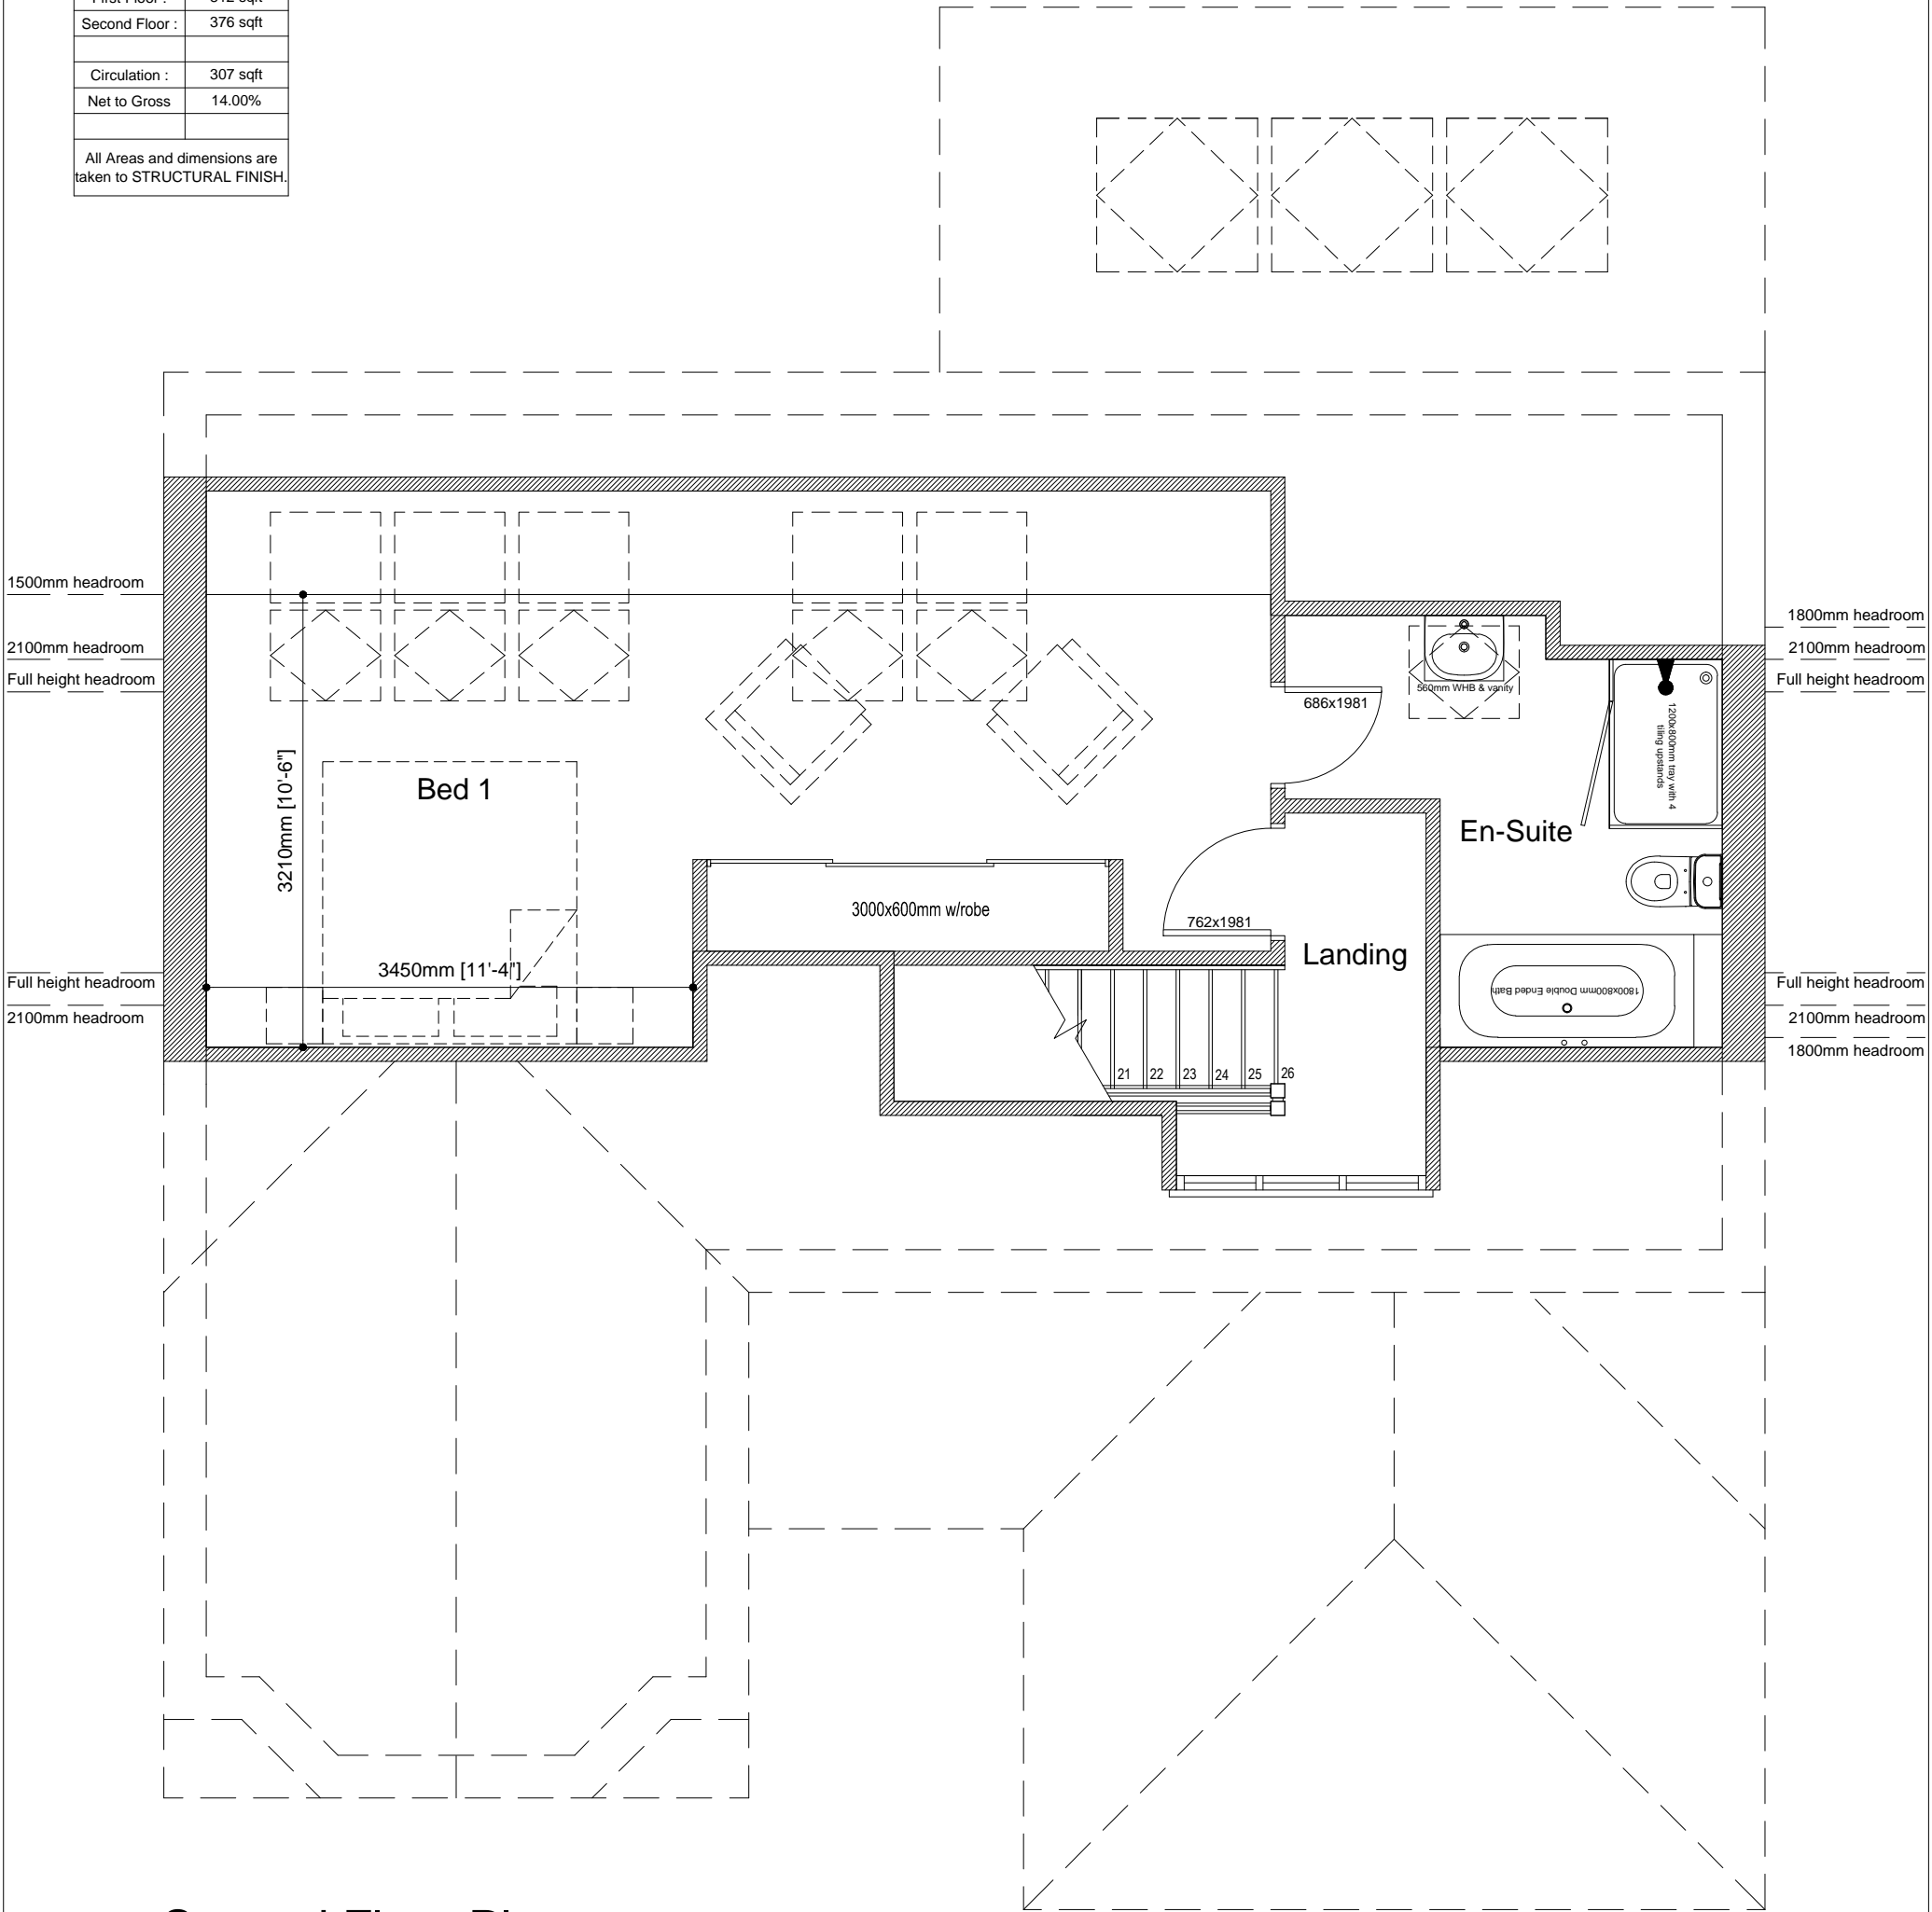 Second Floor : 376 sqft
Circulation : 307 sqft
Net to Gross 14.00%
All Areas and dimensions are
taken to STRUCTURAL FINISH.
1500mm headroom
2100mm headroom
Full height headroom
Full height headroom
2100mm headroom
3210mm [10'-6"]
Bed 1
3450mm [11'-4"]
3000x600mm w/robe
762x1981
686x1981
560mm WHB & vanity
1200x800mm tray with 4
tiling upstands
En-Suite
Landing
1800x800mm Double Ended Bath
21 22 23 24 25 26
1800mm headroom
2100mm headroom
Full height headroom
Full height headroom
2100mm headroom
1800mm headroom